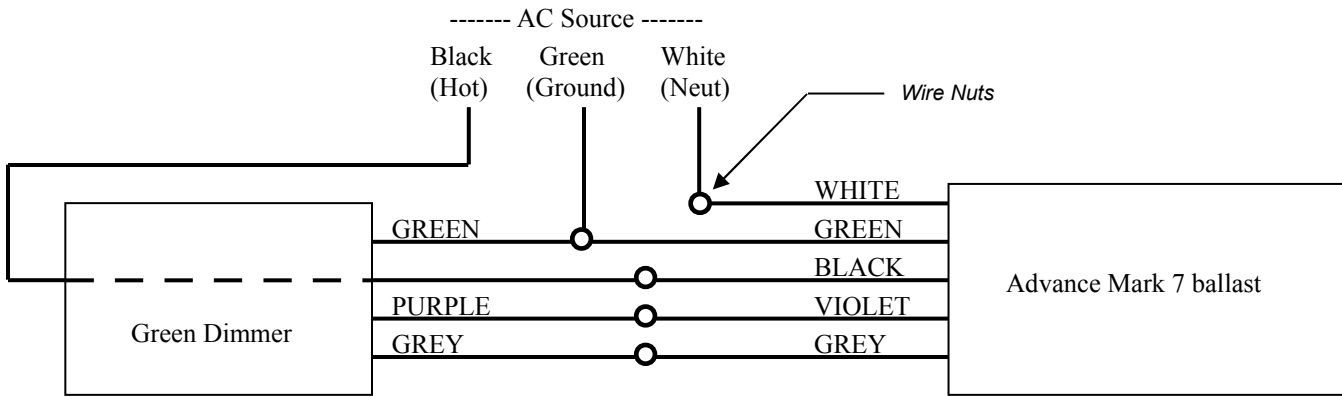 ------- AC Source -------
Black Green White
(Hot) (Ground) (Neut)
Wire Nuts
WHITE
GREEN GREEN
BLACK
Advance Mark 7 ballast
PURPLE VIOLET
Green Dimmer
GREY GREY